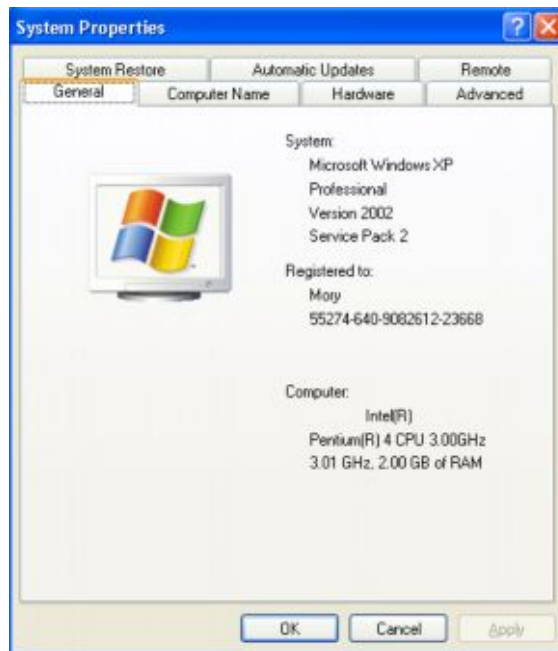 System Properties
System Restore
Automatic Updates
Remote
General
Computer Name
Hardware
Advanced
System:
Microsoft Windows XP
Professional
Version 2002
Service Pack 2
Registered to:
Mory
55274-640-9082612-23668
Computer:
Intel(R)
Pentium(R) 4 CPU 3.00GHz
3.01 GHz, 2.00 GB of RAM
OK
Cancel
Apply